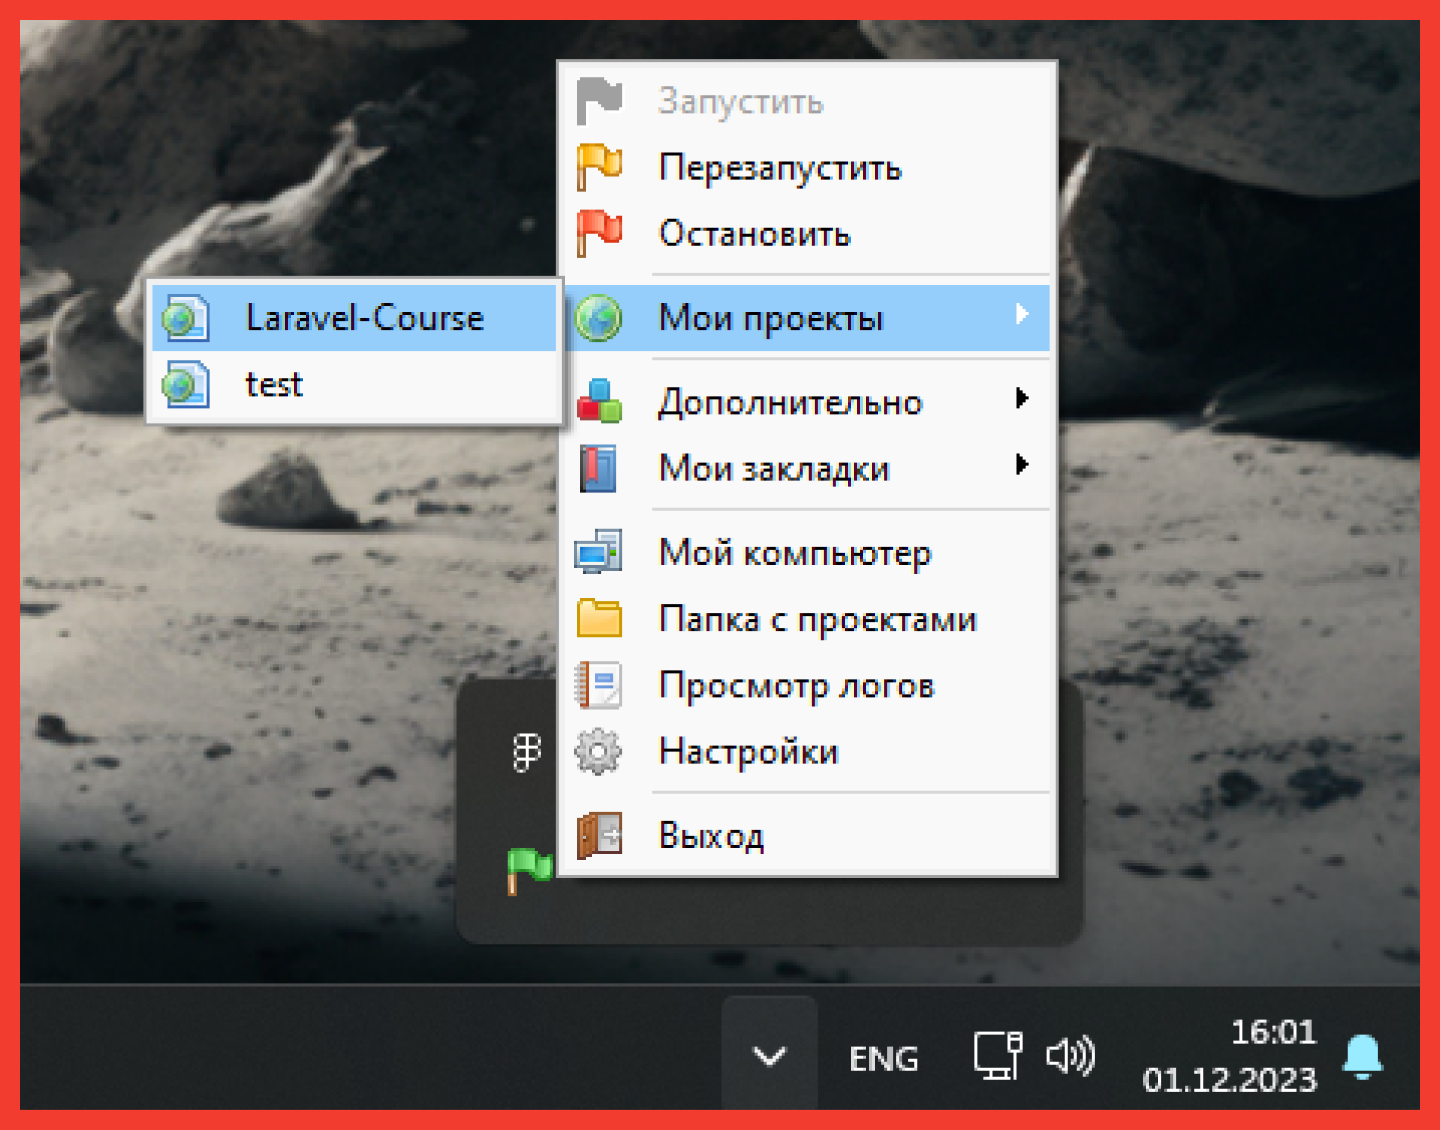 Запустить
Перезапустить
Остановить
Мои проекты
Laravel-Course
test
Дополнительно
Мои закладки
Мой компьютер
Папка с проектами
Просмотр логов
Настройки
Выход
ENG
16:01
01.12.2023